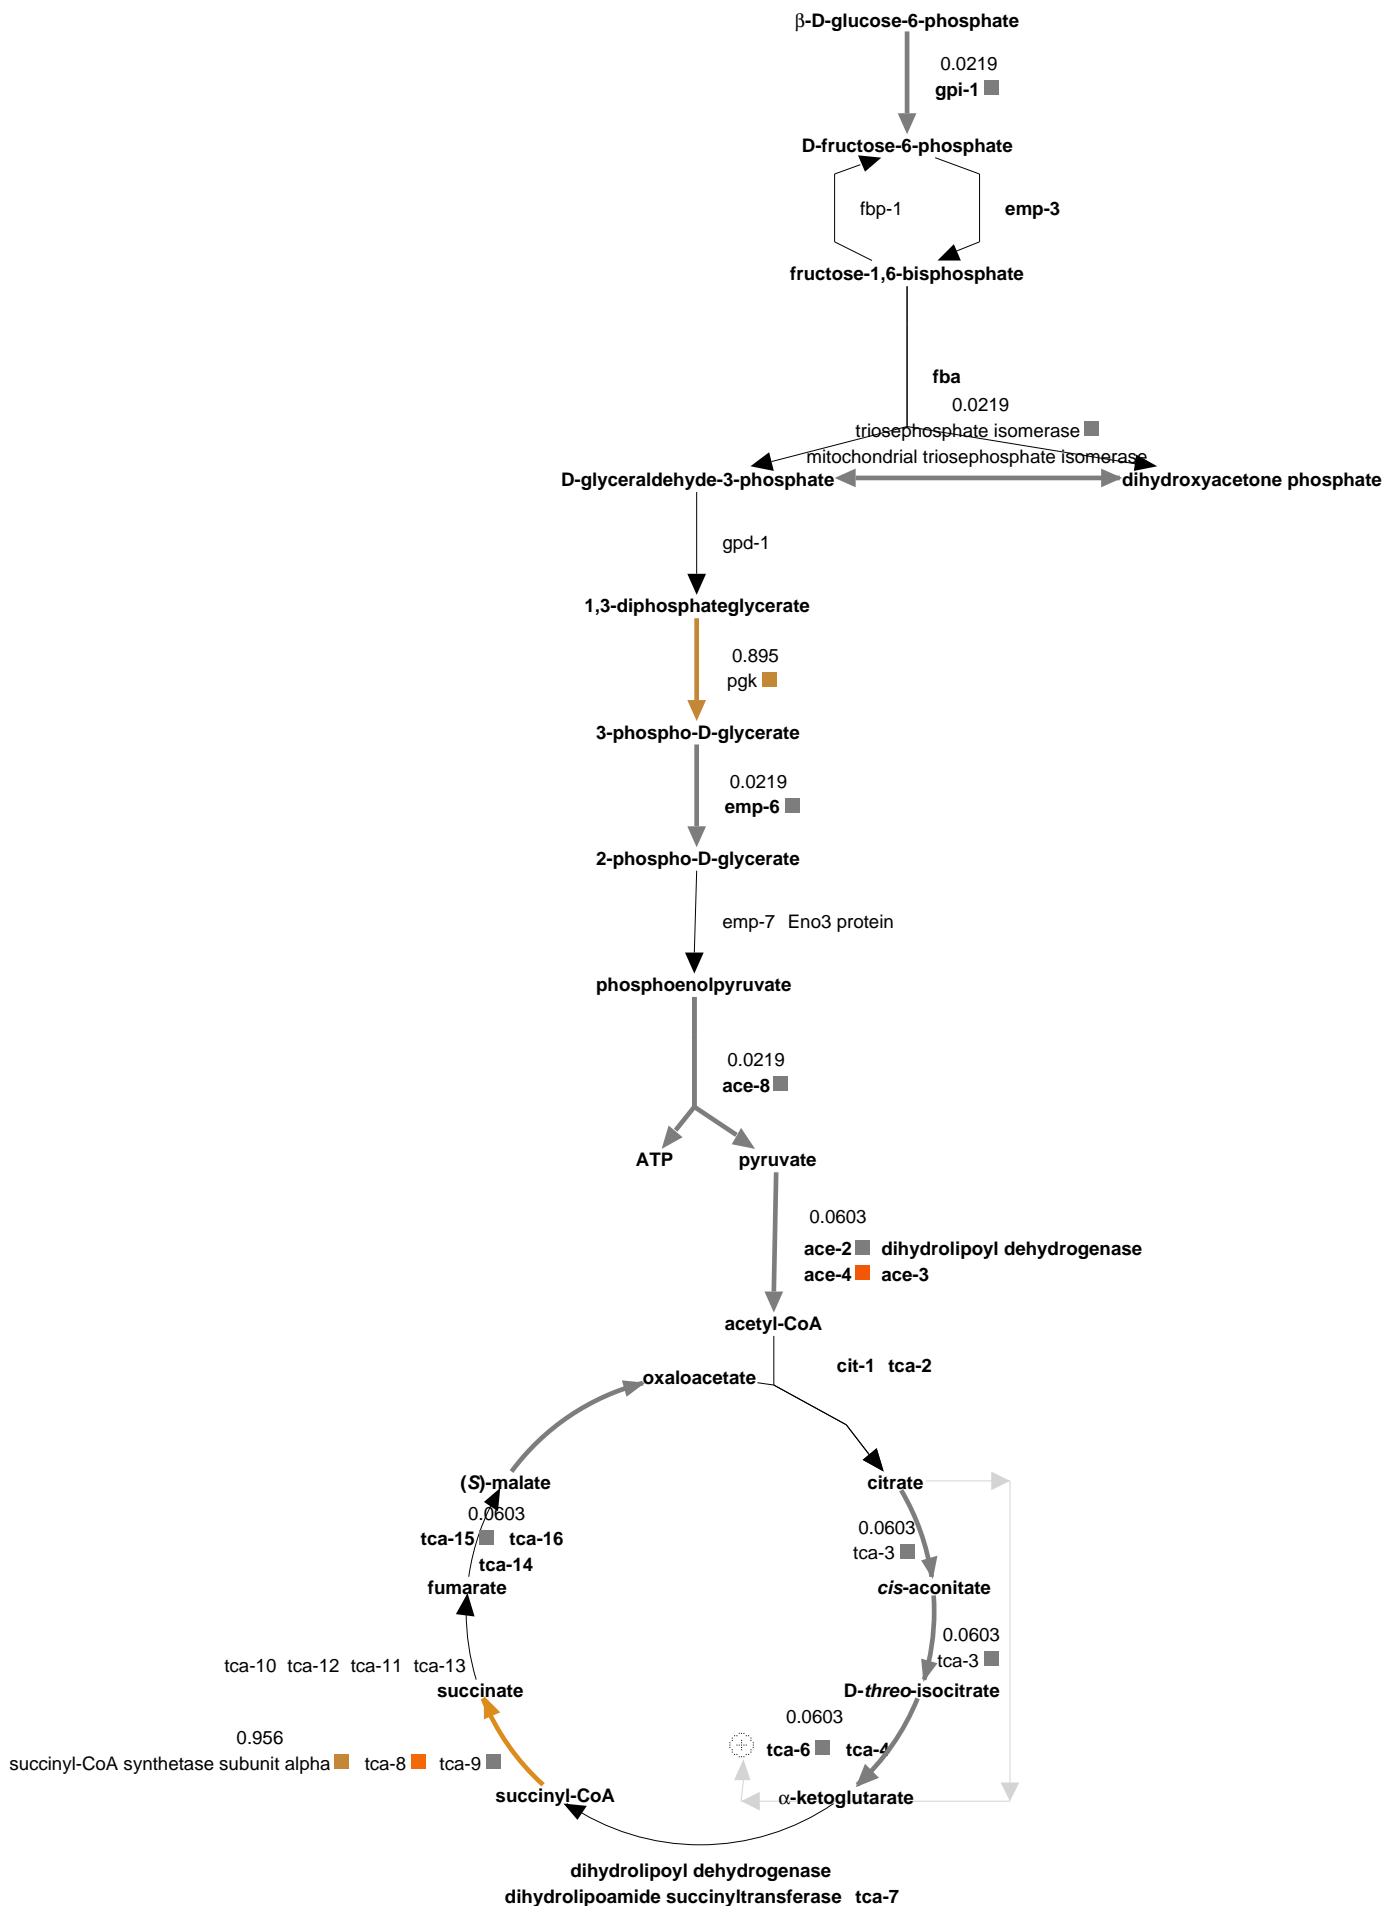 β-D-glucose-6-phosphate
0.0219
gpi-1
D-fructose-6-phosphate
fbp-1 emp-3
fructose-1,6-bisphosphate
fba
0.0219
triosephosphate isomerase
mitochondrial triosephosphate isomerase
D-glyceraldehyde-3-phosphate dihydroxyacetone phosphate
gpd-1
1,3-diphosphateglycerate
0.895
pgk
3-phospho-D-glycerate
0.0219
emp-6
2-phospho-D-glycerate
emp-7 Eno3 protein
phosphoenolpyruvate
0.0219
ace-8
ATP pyruvate
0.0603
ace-2 dihydrolipoyl dehydrogenase
ace-4 ace-3
acetyl-CoA
cit-1 tca-2
oxaloacetate
(S)-malate citrate
0.0603
tca-15 tca-16
tca-14
0.0603
tca-3
fumarate cis-aconitate
0.0603
tca-3
tca-10 tca-12 tca-11 tca-13
succinate D-threo-isocitrate
0.956
succinyl-CoA synthetase subunit alpha tca-8 tca-9
0.0603
tca-6 tca-4
succinyl-CoA α-ketoglutarate
dihydrolipoyl dehydrogenase
dihydrolipoamide succinyltransferase tca-7